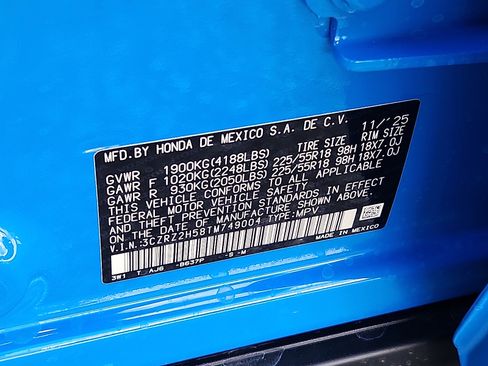 MFD.BY HONDA DE MEXICO S.A. DE C.V. 11/'25
GVWR 1900KG(4188LBS) TIRE SIZE RIM SIZE
GAWR F 1020KG(2248LBS) 225/55R18 98H 18X7.0J
GAWR R 930KG(2050LBS) 225/55R18 98H 18X7.0J
THIS VEHICLE CONFORMS TO ALL APPLICABLE
FEDERAL MOTOR VEHICLE SAFETY AND
THEFT PREVENTION STANDARDS IN EFFECT
ON THE DATE OF MANUFACTURE SHOWN ABOVE.
V.I.N.:3CZRZ2H58TM749004 TYPE:MPV
3W1 T AJ6 -B637P -S -M MADE IN MEXICO